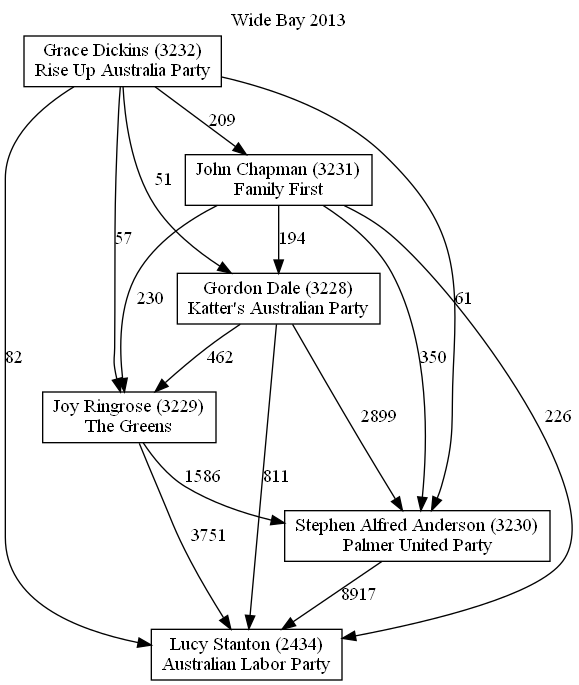 Wide Bay 2013
Grace Dickins (3232)
Rise Up Australia Party
209
John Chapman (3231)
Family First
51
57
194
230
Gordon Dale (3228)
Katter's Australian Party
61
82
462
350
Joy Ringrose (3229)
The Greens
2899
226
1586
811
Stephen Alfred Anderson (3230)
Palmer United Party
3751
8917
Lucy Stanton (2434)
Australian Labor Party